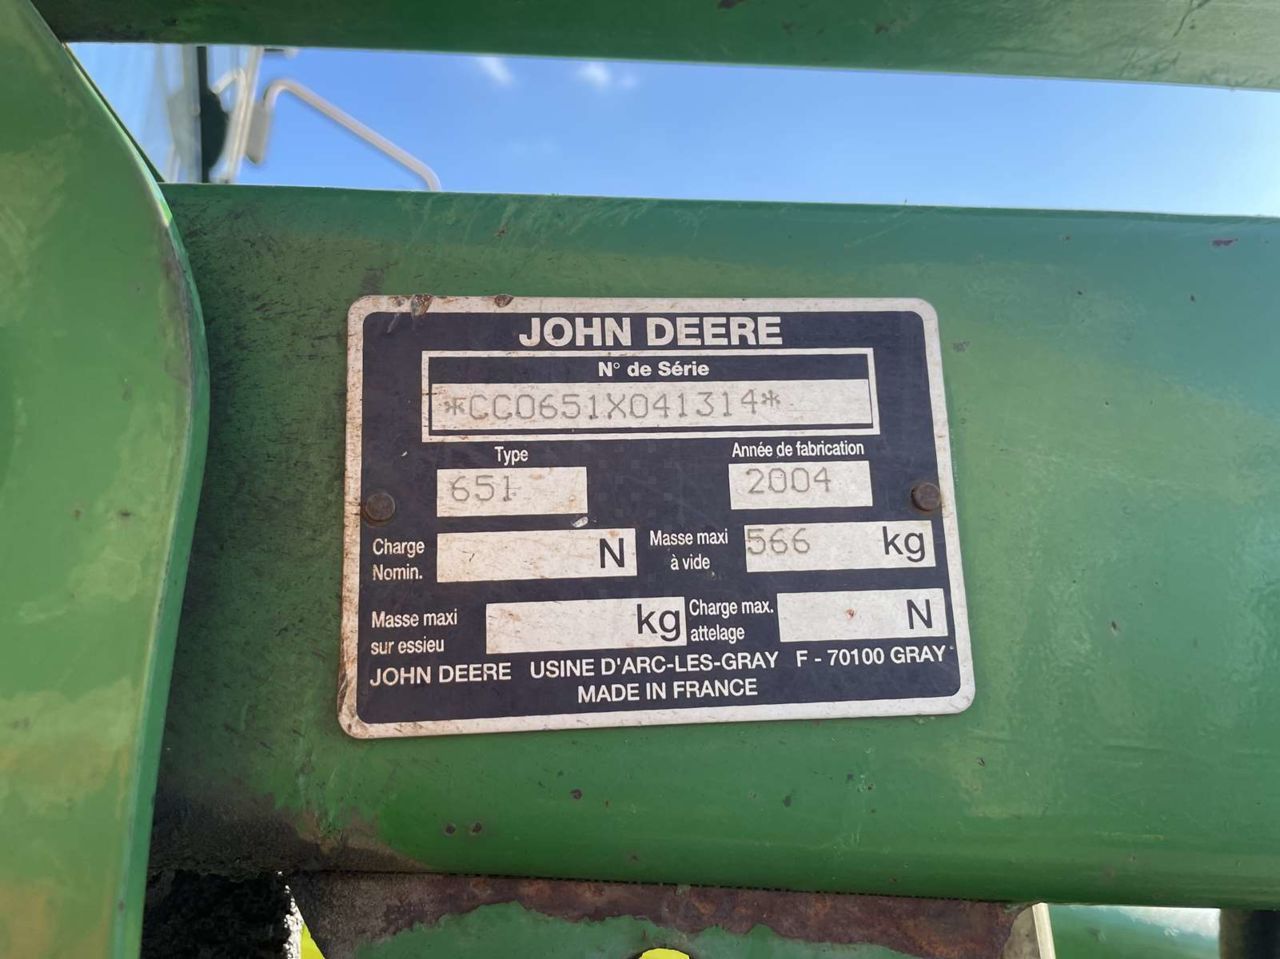 JOHN DEERE
N° de Série
*CC0651X041314*
Type
Année de fabrication
651
2004
Charge Nomin.
N
Masse maxi à vide
566 kg
Masse maxi sur essieu
kg
Charge max. attelage
N
JOHN DEERE USINE D'ARC-LES-GRAY F - 70100 GRAY
MADE IN FRANCE